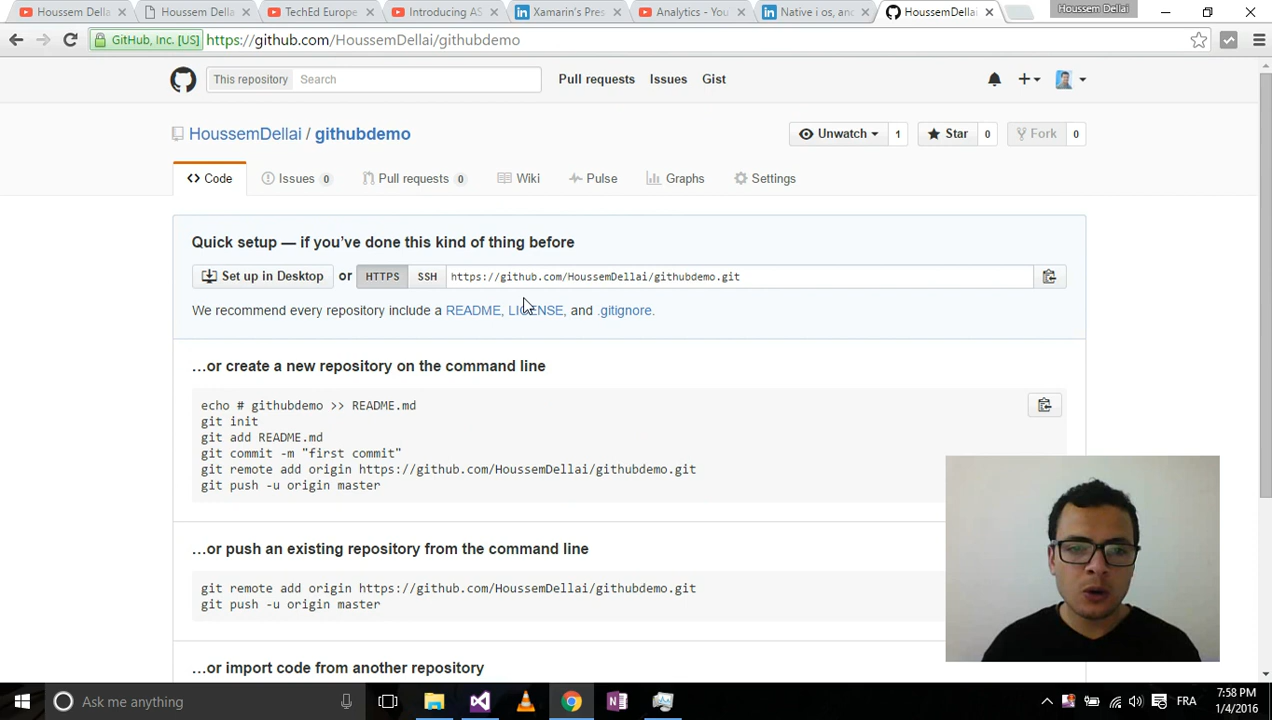 Houssem Della
Houssem Dellai,
TechEd Europe
Introducing AS
Xamarin's Pres
Analytics - You
Native i os, and
HoussemDellai
Houssem Dellai
GitHub, Inc. [US]
https://github.com/HoussemDellai/githubdemo
This repository
Search
Pull requests
Issues
Gist
HoussemDellai / githubdemo
Unwatch
1
Star
0
Fork
0
Code
Issues 0
Pull requests 0
Wiki
Pulse
Graphs
Settings
Quick setup — if you've done this kind of thing before
Set up in Desktop
or
HTTPS
SSH
https://github.com/HoussemDellai/githubdemo.git
We recommend every repository include a README, LICENSE, and .gitignore.
…or create a new repository on the command line
echo # githubdemo >> README.md
git init
git add README.md
git commit -m "first commit"
git remote add origin https://github.com/HoussemDellai/githubdemo.git
git push -u origin master
…or push an existing repository from the command line
git remote add origin https://github.com/HoussemDellai/githubdemo.git
git push -u origin master
…or import code from another repository
Ask me anything
FRA
7:58 PM
1/4/2016